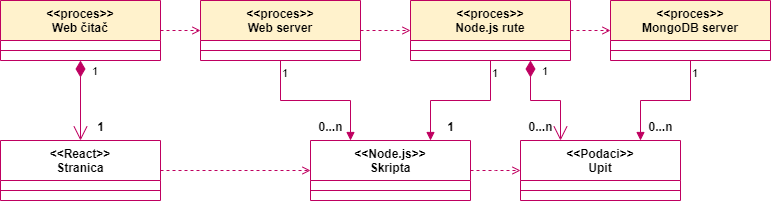 <<proces>>
Web čitač
<<proces>>
Web server
<<proces>>
Node.js rute
<<proces>>
MongoDB server
1
1
1
1
1
1
0...n
1
0...n
0...n
<<React>>
Stranica
<<Node.js>>
Skripta
<<Podaci>>
Upit